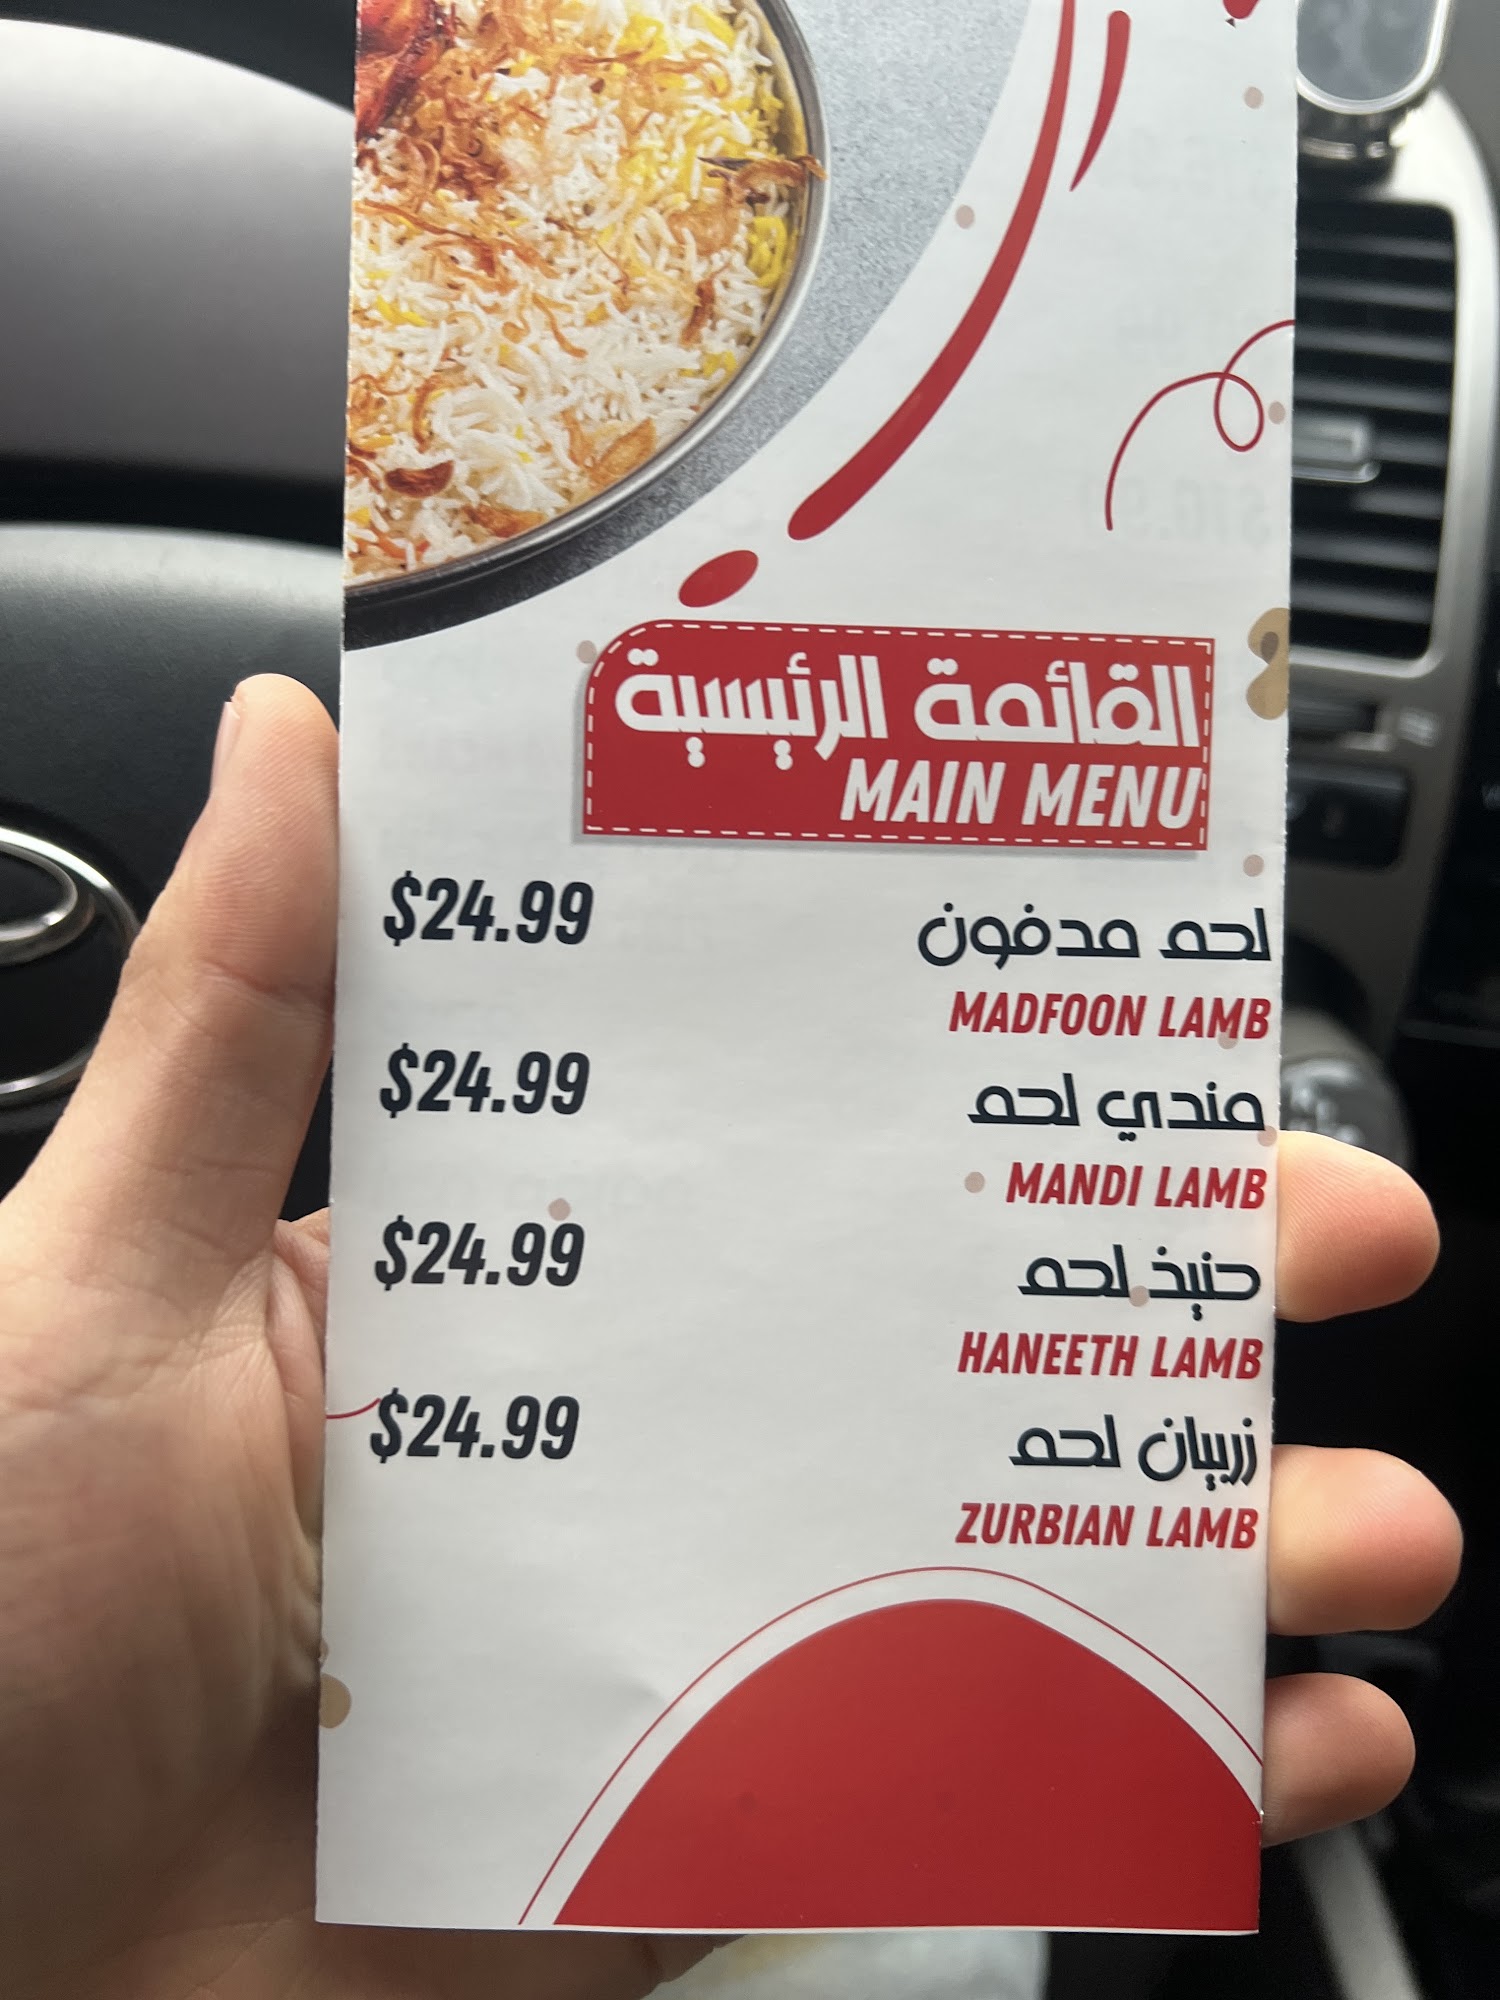 القائمة الرئيسية
MAIN MENU
لحم مدفون $24.99
MADFOON LAMB
مندي لحم $24.99
MANDI LAMB
حنيذ لحم $24.99
HANEETH LAMB
زربيان لحم $24.99
ZURBIAN LAMB